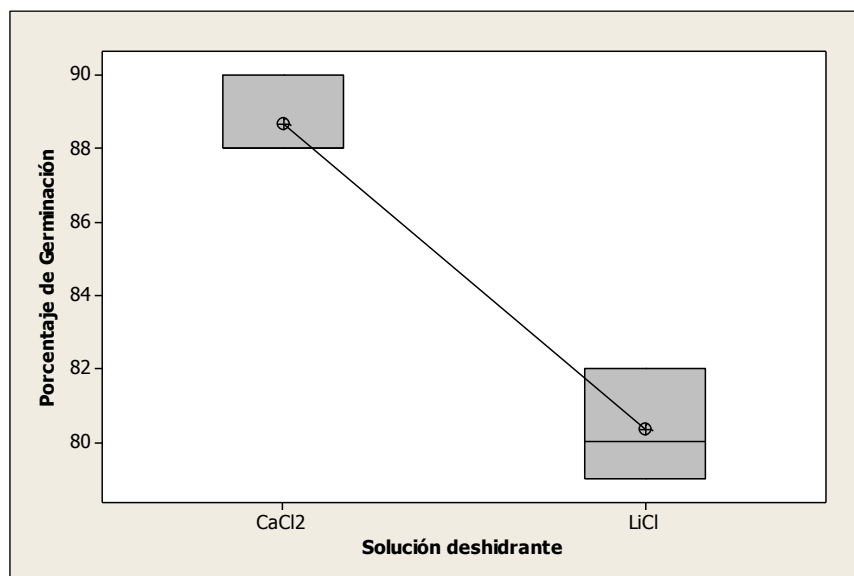 Porcentaje de Germinación
90
88
86
84
82
80
CaCl2
LiCl
Solución deshidrante